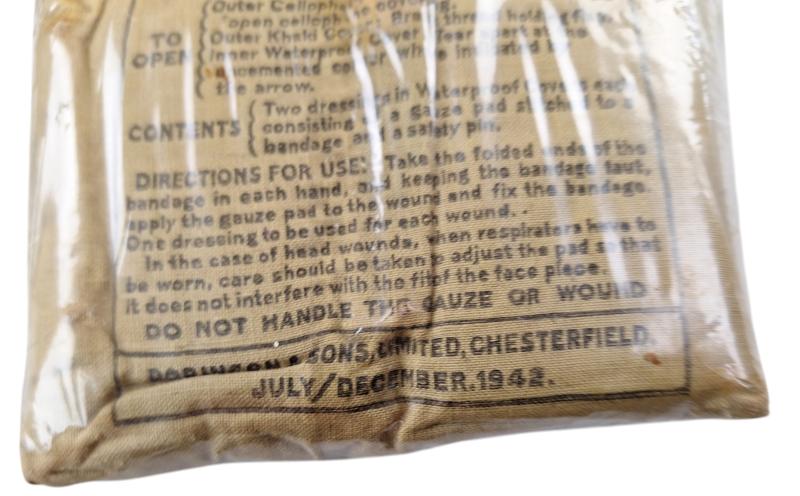 Outer Cellophane covering.
TO OPEN
"open cellophane. Break thread holding flap.
Outer Khaki Cover Tear apart at the
Inner Waterproof cover where indicated by
uncemented corner
the arrow.
CONTENTS
Two dressings in Waterproof Covers each
consisting of a gauze pad stitched to a
bandage and a safety pin.
DIRECTIONS FOR USE: Take the folded ends of the
bandage in each hand, and keeping the bandage taut,
apply the gauze pad to the wound and fix the bandage.
One dressing to be used for each wound.
In the case of head wounds, when respirators have to
be worn, care should be taken to adjust the pad so that
it does not interfere with the fit of the face piece.
DO NOT HANDLE THE GAUZE OR WOUND
ROBINSON & SONS, LIMITED, CHESTERFIELD.
JULY/DECEMBER.1942.